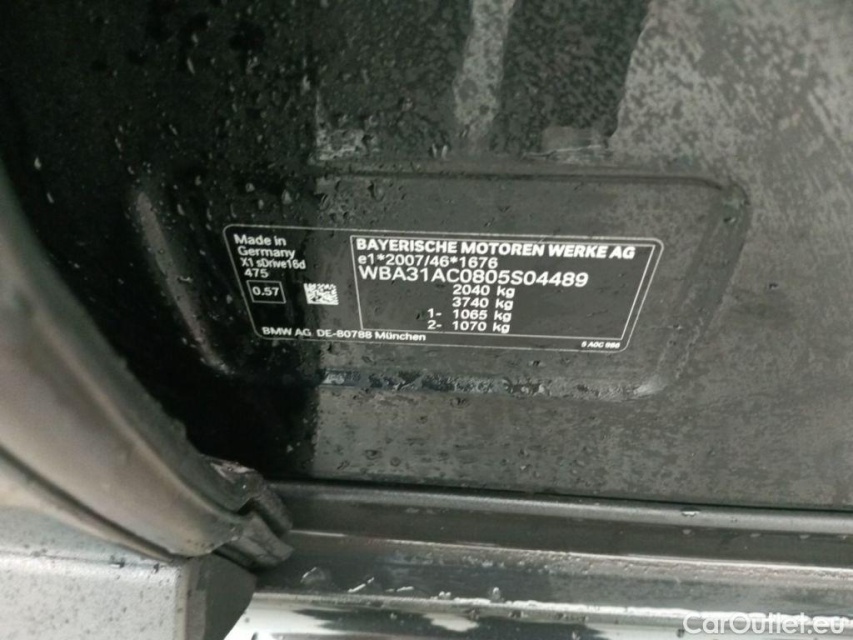 Made in
Germany
X1 sDrive16d
475
0.57
BAYERISCHE MOTOREN WERKE AG
e1*2007/46*1676
WBA31AC0805S04489
2040 kg
3740 kg
1- 1065 kg
2- 1070 kg
BMW AG DE-80788 München
CarOutlet.eu